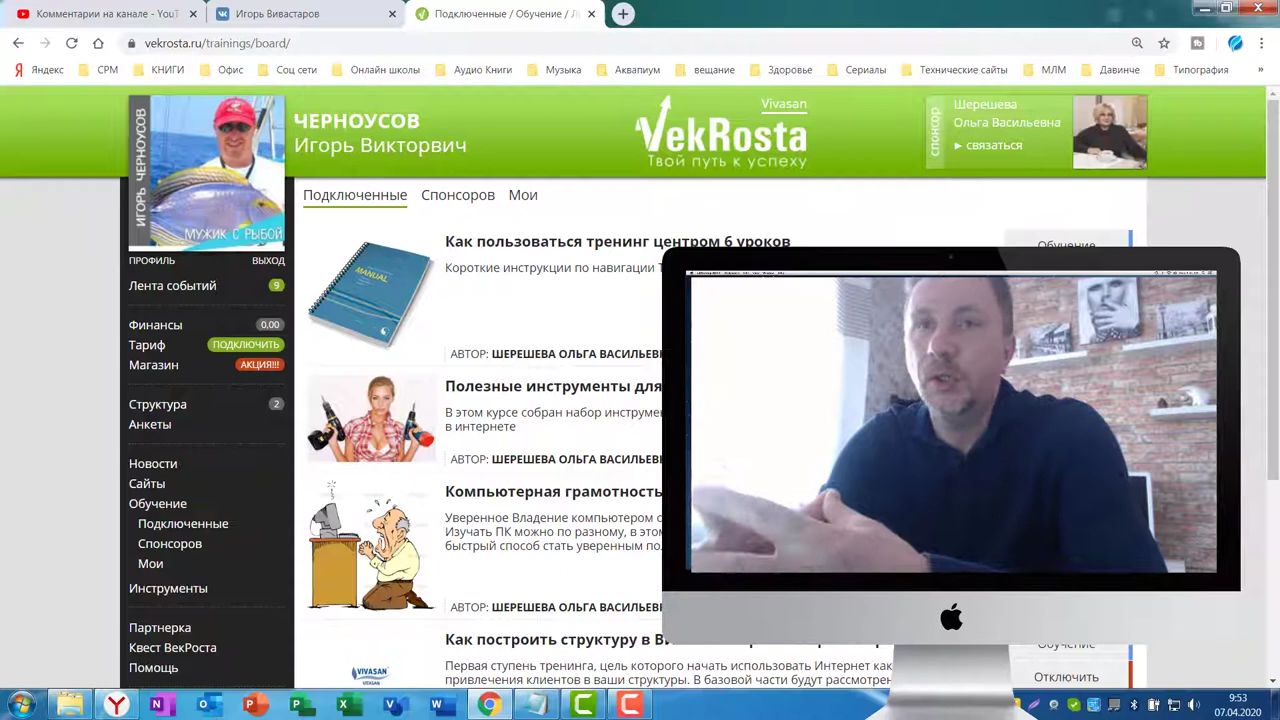 Комментарии на канале - YouT
Игорь Вивастаров
Подключенные / Обучение / Л
vekrosta.ru/trainings/board/
Яндекс
СРМ
КНИГИ
Офис
Соц сети
Онлайн школы
Аудио Книги
Музыка
Аквапиум
вещание
Здоровье
Сериалы
Технические сайты
МЛМ
Давинче
Типография
»
ИГОРЬ ЧЕРНОУСОВ
МУЖИК С РЫБОЙ
ЧЕРНОУСОВ
Игорь Викторвич
Vivasan
VekRosta
Твой путь к успеху
спонсор
Шерешева
Ольга Васильевна
► связаться
ПРОФИЛЬ
ВЫХОД
Лента событий 9
Финансы 0,00
Тариф ПОДКЛЮЧИТЬ
Магазин АКЦИЯ!!!
Структура 2
Анкеты
Новости
Сайты
Обучение
Подключенные
Спонсоров
Мои
Инструменты
Партнерка
Квест ВекРоста
Помощь
Подключенные Спонсоров Мои
MANUAL
Как пользоваться тренинг центром 6 уроков
Короткие инструкции по навигации Т
АВТОР: ШЕРЕШЕВА ОЛЬГА ВАСИЛЬЕВ
Обучение
Полезные инструменты для
В этом курсе собран набор инструме
в интернете
АВТОР: ШЕРЕШЕВА ОЛЬГА ВАСИЛЬЕВ
Компьютерная грамотность
Уверенное Владение компьютером с
Изучать ПК можно по разному, в этом
быстрый способ стать уверенным по
АВТОР: ШЕРЕШЕВА ОЛЬГА ВАСИЛЬЕВ
VIVASAN
Как построить структуру в В
Первая ступень тренинга, цель которого начать использовать Интернет как
привлечения клиентов в ваши структуры. В базовой части будут рассмотрен
Обучение
Отключить
9:53
07.04.2020